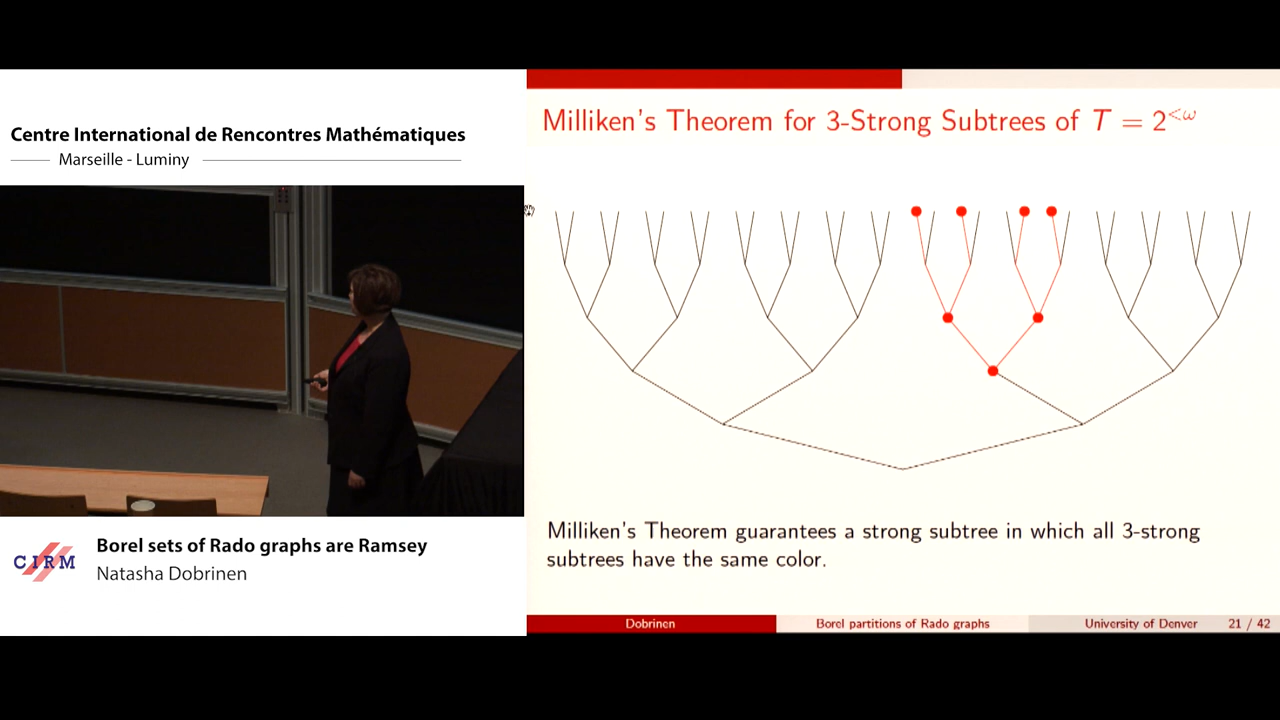 Centre International de Rencontres Mathématiques
Marseille - Luminy
CIRM
Borel sets of Rado graphs are Ramsey
Natasha Dobrinen
Milliken's Theorem for 3-Strong Subtrees of T = 2^{<ω}
Milliken's Theorem guarantees a strong subtree in which all 3-strong
subtrees have the same color.
Dobrinen
Borel partitions of Rado graphs
University of Denver
21 / 42